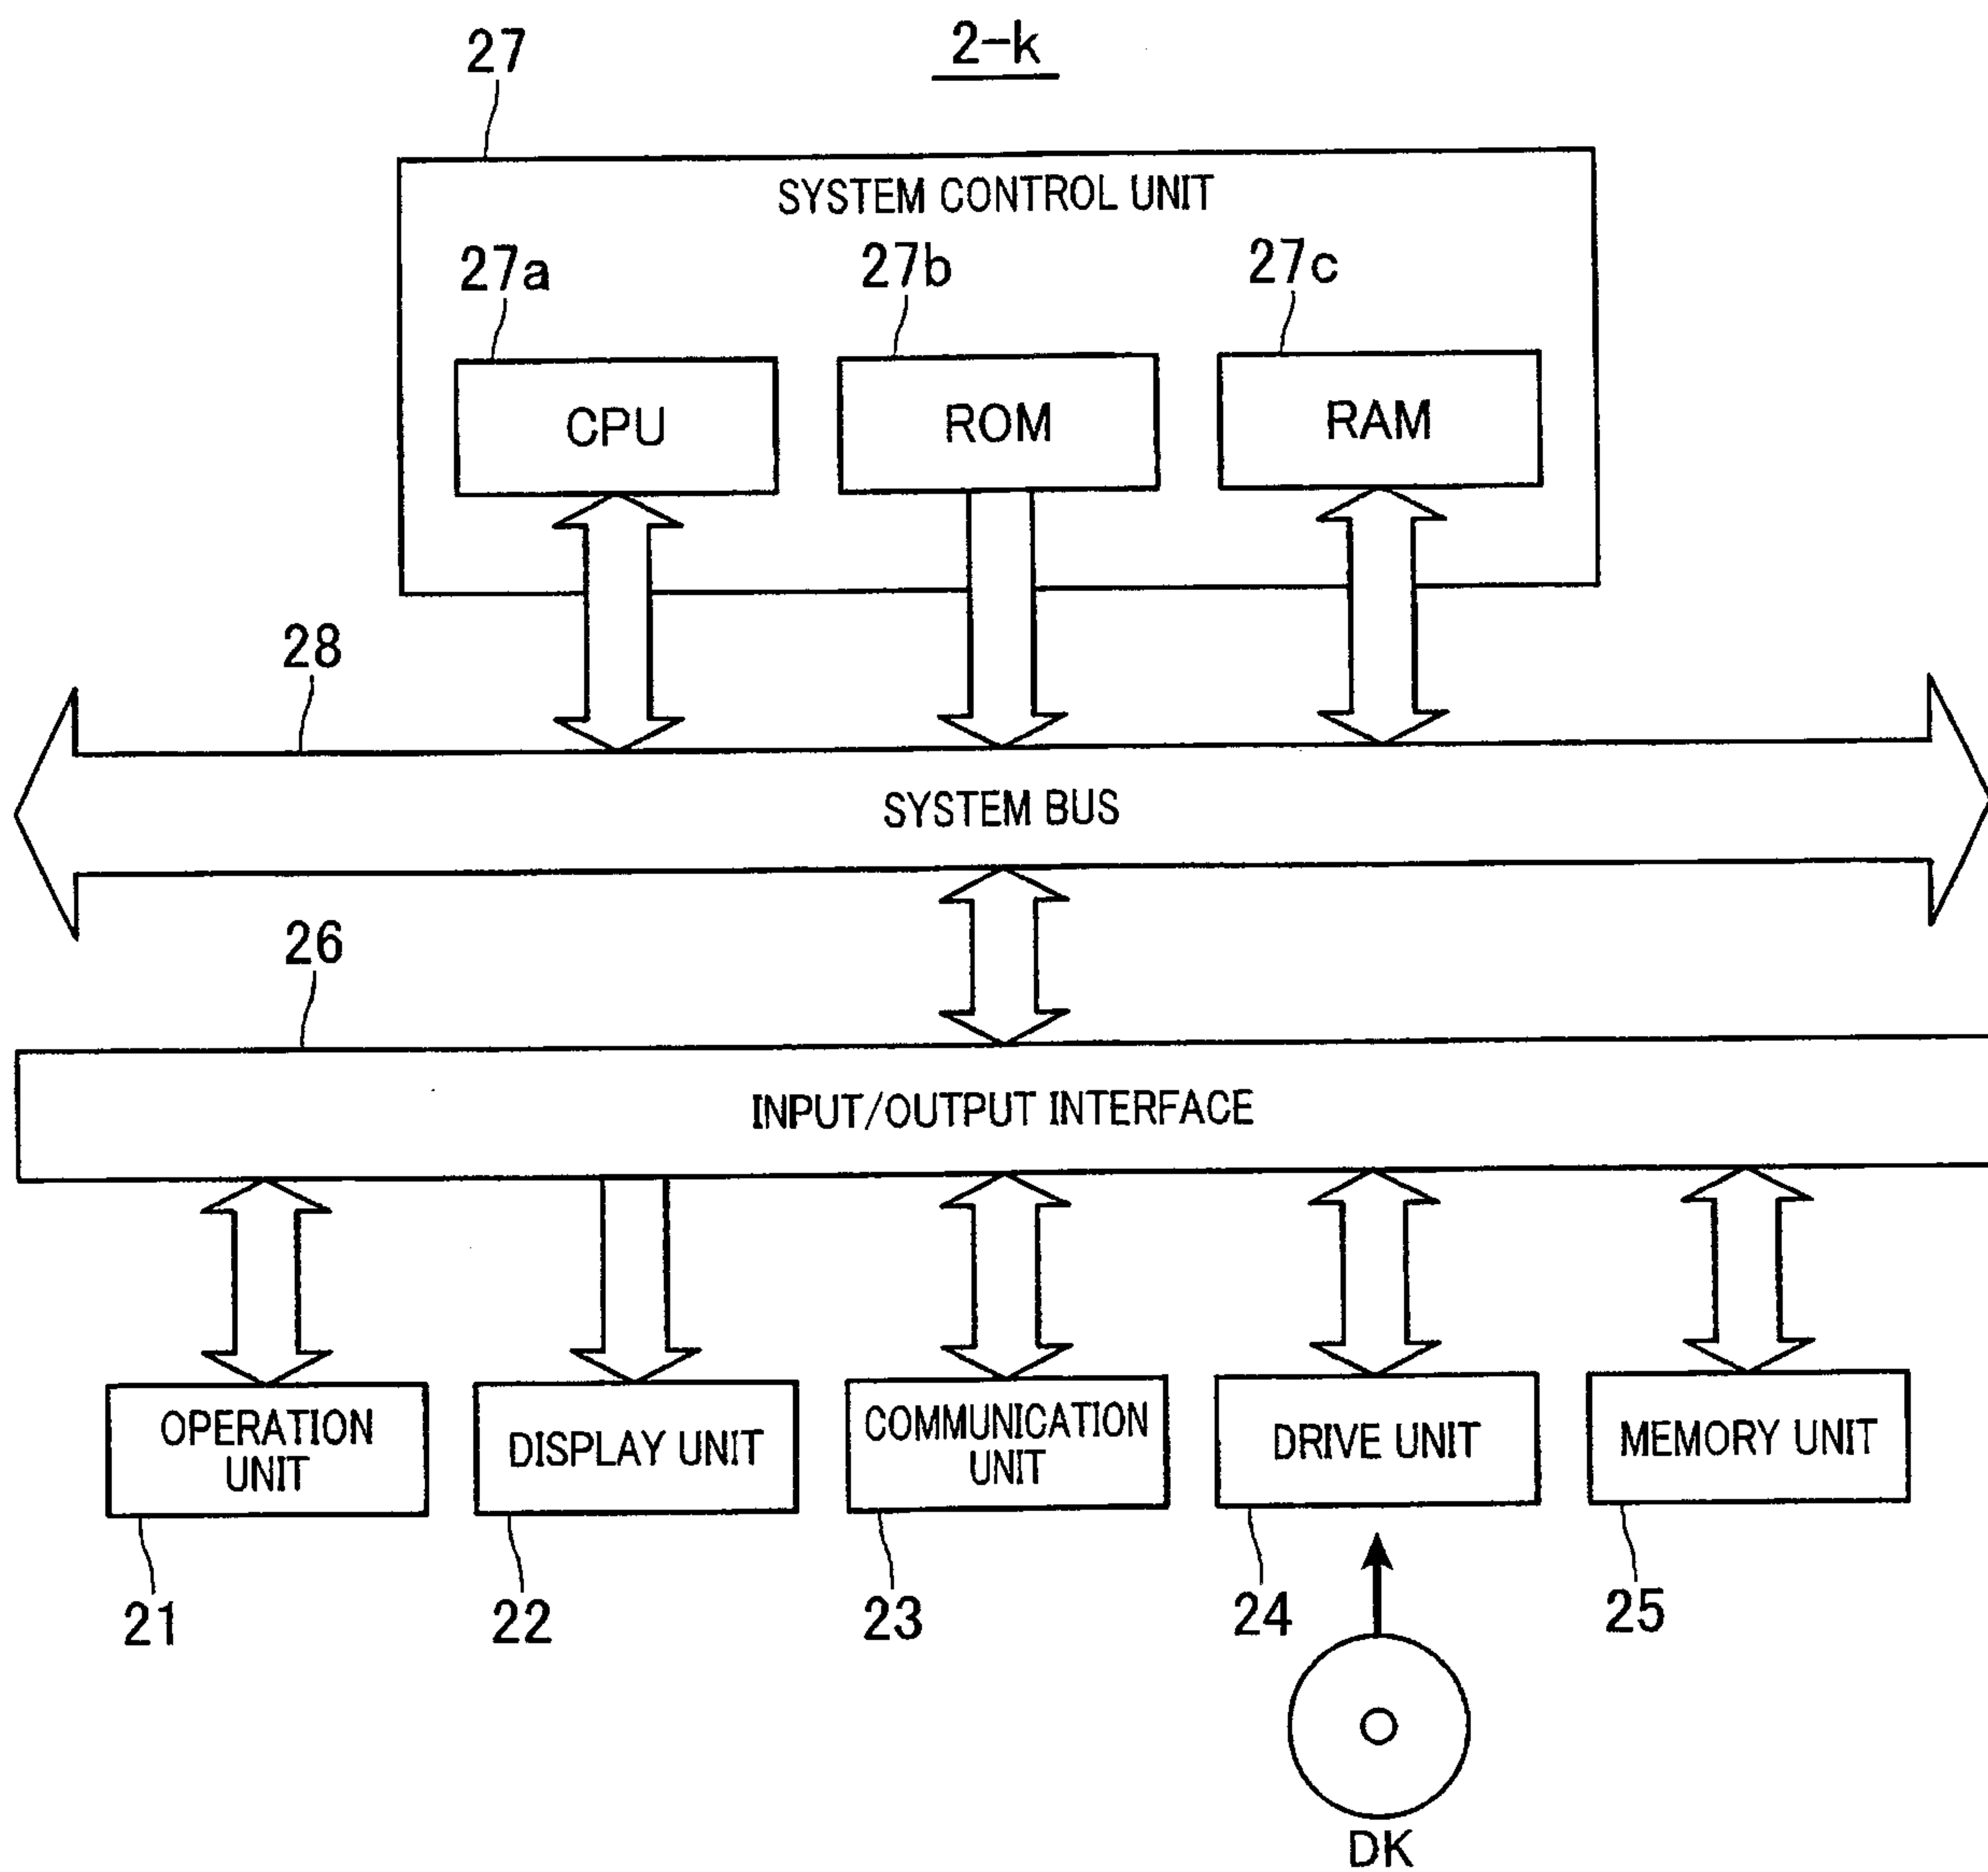 2-k
27
SYSTEM CONTROL UNIT
27a
27b
27c
CPU
ROM
RAM
28
SYSTEM BUS
26
INPUT/OUTPUT INTERFACE
OPERATION
UNIT
DISPLAY UNIT
COMMUNICATION
UNIT
DRIVE UNIT
MEMORY UNIT
21
22
23
24
25
DK